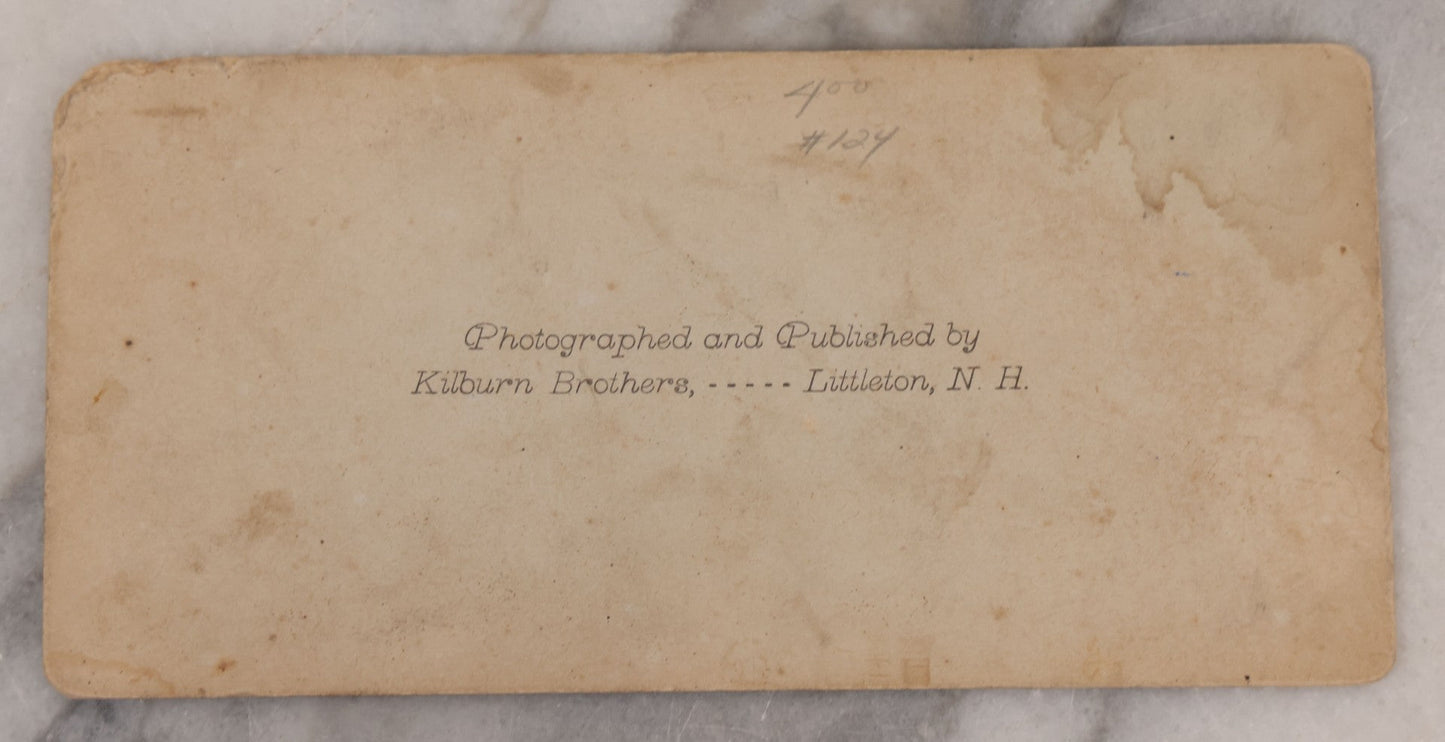 4⁰⁰
#124
Photographed and Published by
Kilburn Brothers, ----- Littleton, N. H.